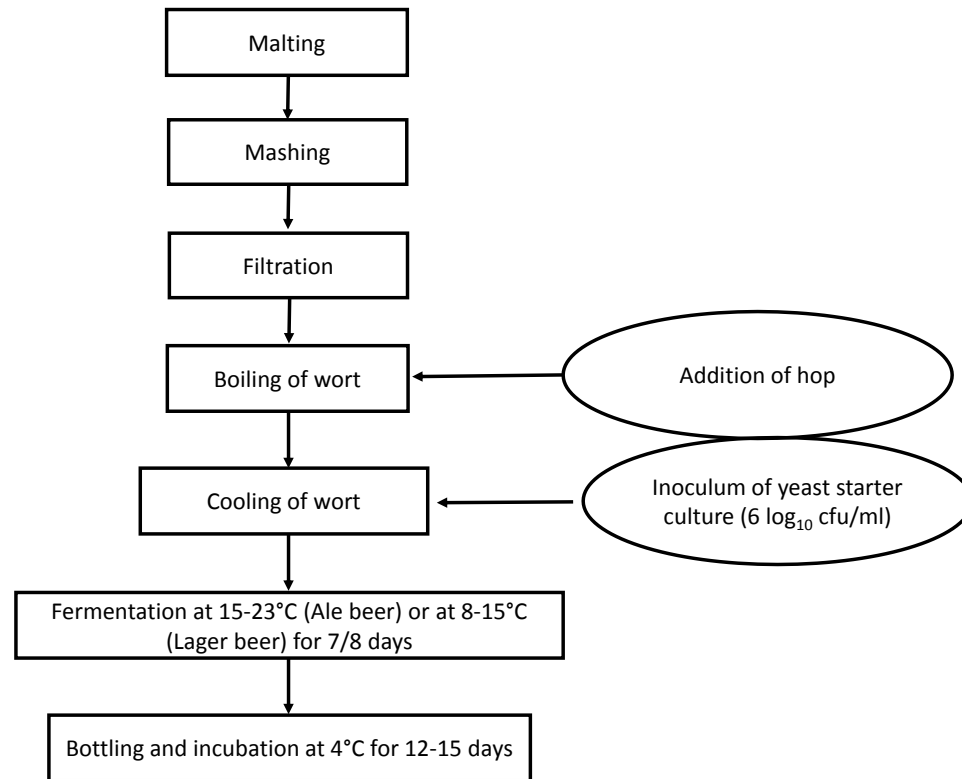 Malting
Mashing
Filtration
Boiling of wort
Addition of hop
Cooling of wort
Inoculum of yeast starter
culture (6 log₁₀ cfu/ml)
Fermentation at 15-23°C (Ale beer) or at 8-15°C
(Lager beer) for 7/8 days
Bottling and incubation at 4°C for 12-15 days